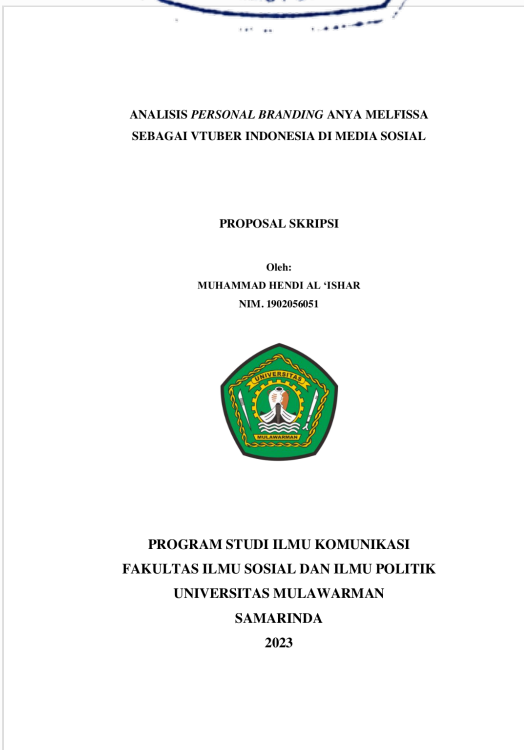 ANALISIS PERSONAL BRANDING ANYA MELFISSA
SEBAGAI VTUBER INDONESIA DI MEDIA SOSIAL
PROPOSAL SKRIPSI
Oleh:
MUHAMMAD HENDI AL ‘ISHAR
NIM. 1902056051
UNIVERSITAS
MULAWARMAN
PROGRAM STUDI ILMU KOMUNIKASI
FAKULTAS ILMU SOSIAL DAN ILMU POLITIK
UNIVERSITAS MULAWARMAN
SAMARINDA
2023